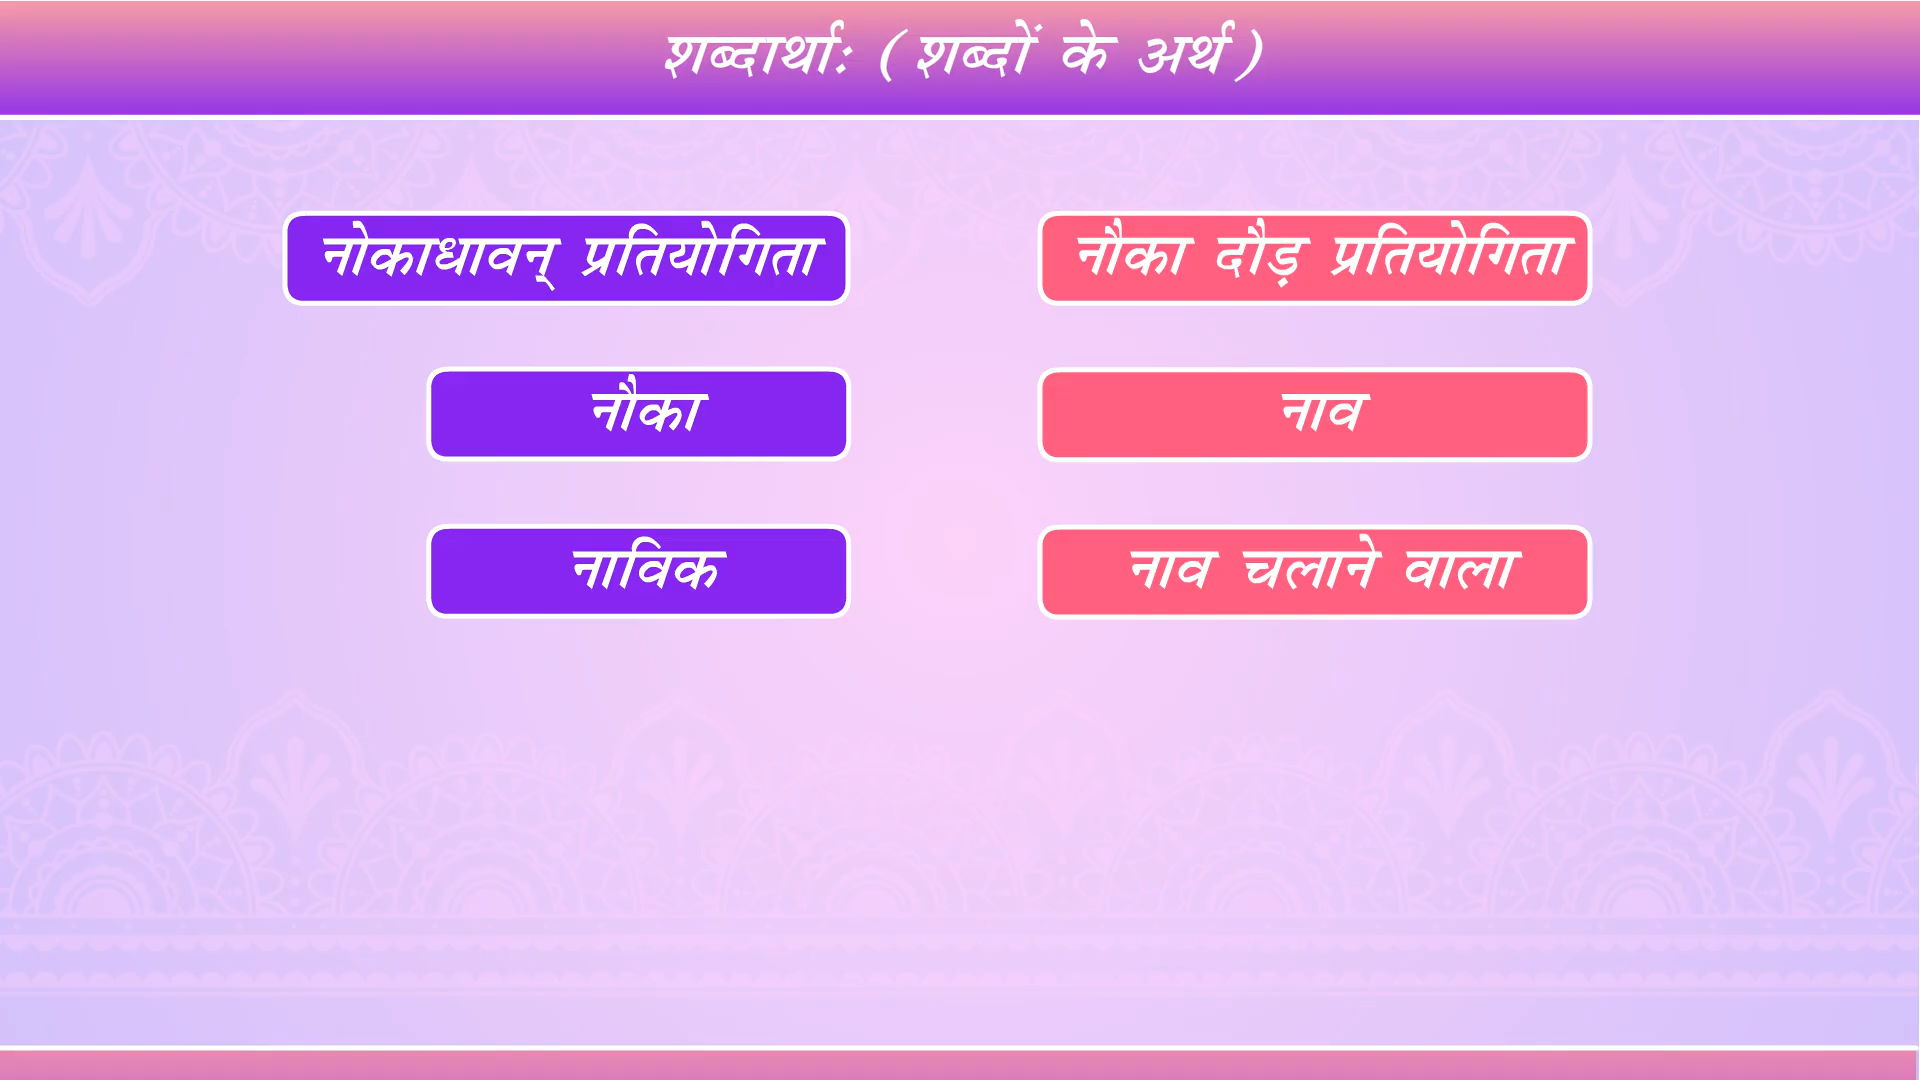 शब्दार्था: ( शब्दों के अर्थ )
नोकाधावन् प्रतियोगिता
नौका दौड़ प्रतियोगिता
नौका
नाव
नाविक
नाव चलाने वाला